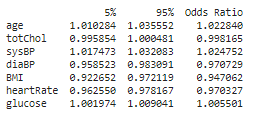 5% 95% Odds Ratio
age 1.010284 1.035552 1.022840
totChol 0.995854 1.000481 0.998165
sysBP 1.017473 1.032083 1.024752
diaBP 0.958523 0.983091 0.970729
BMI 0.922652 0.972119 0.947062
heartRate 0.962550 0.978167 0.970327
glucose 1.001974 1.009041 1.005501